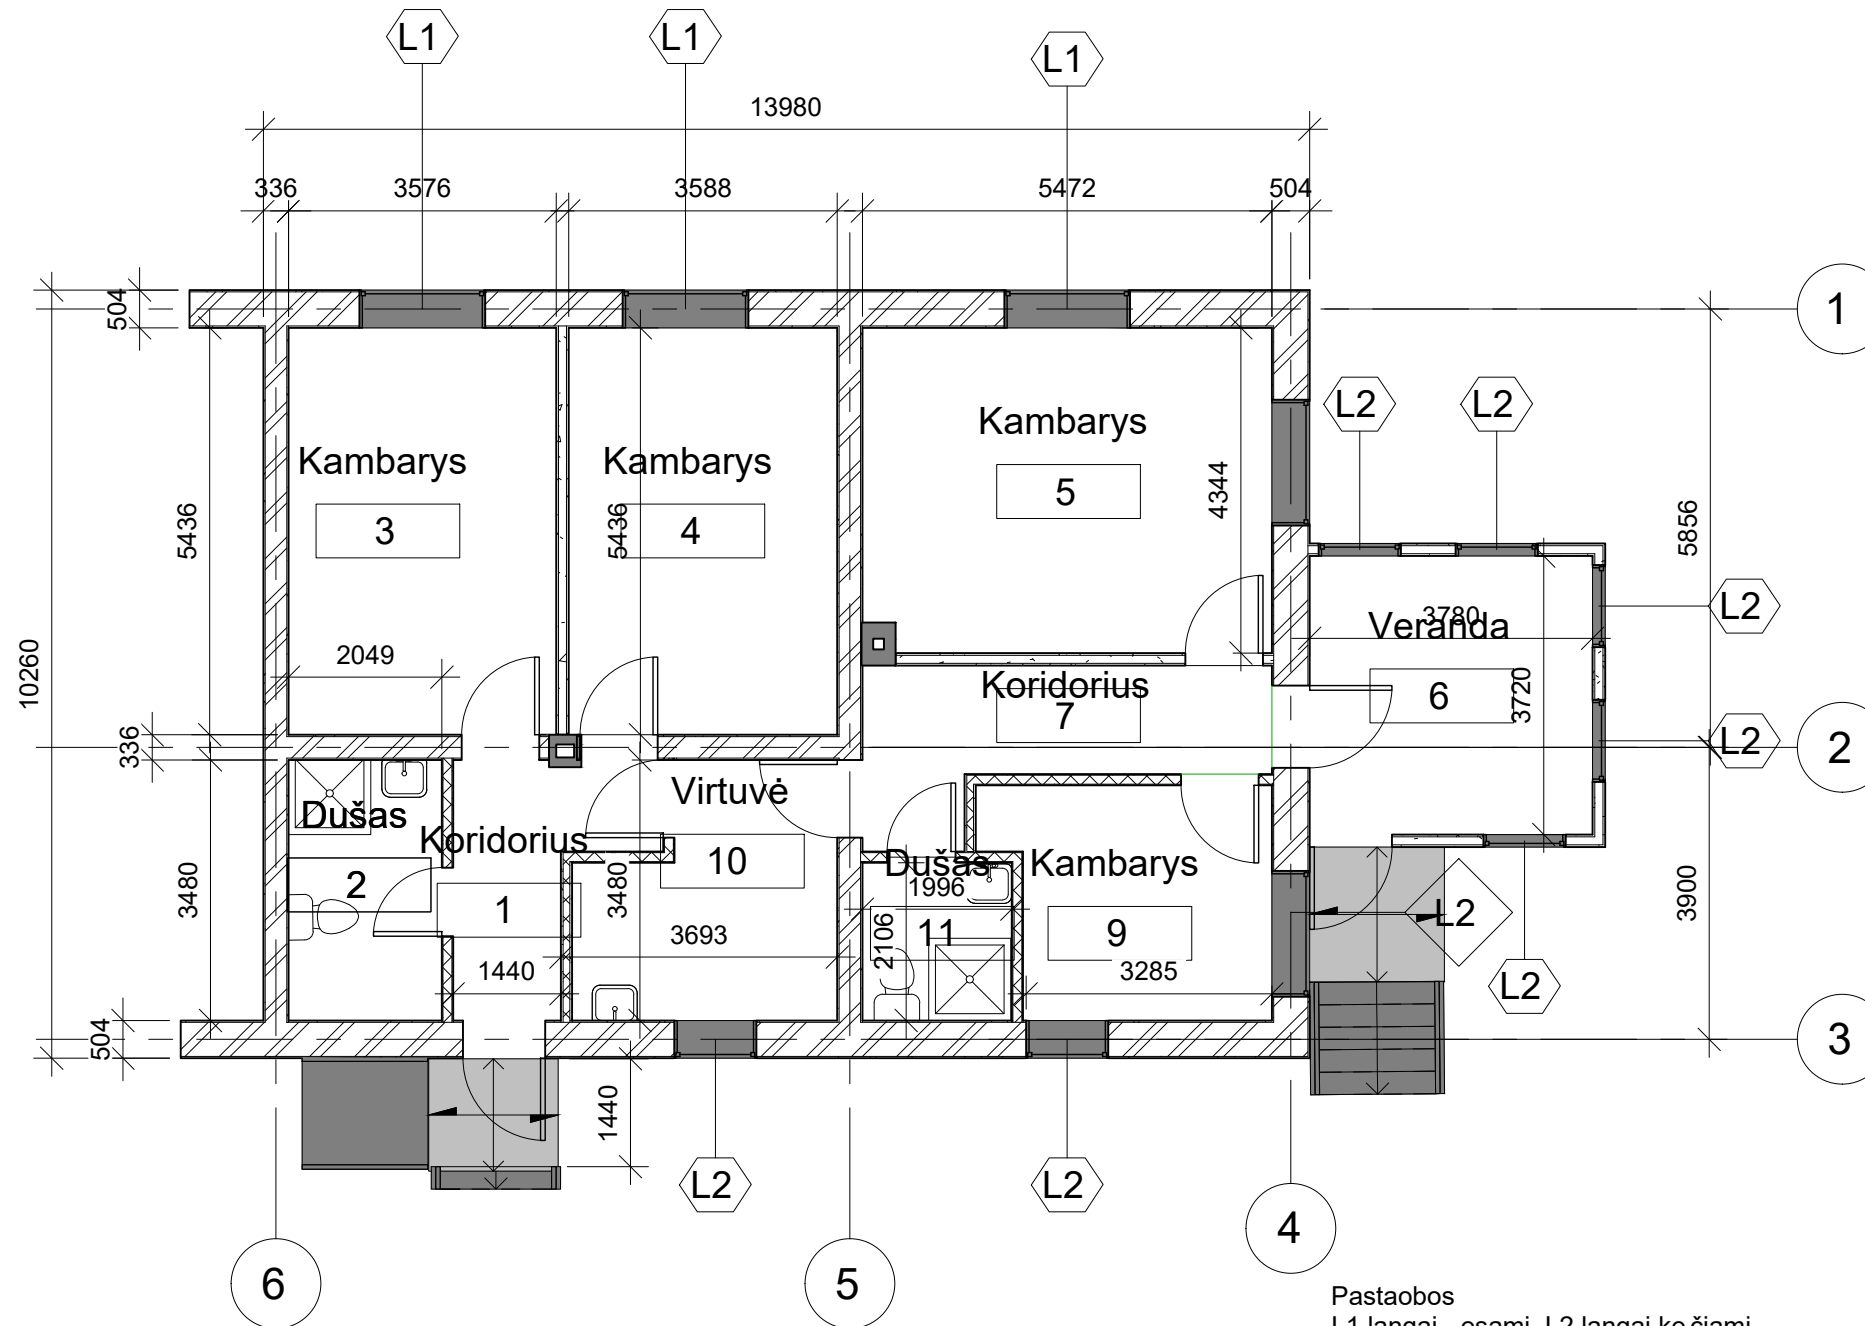 L1
L1
L1
13980
336
3576
3588
5472
504
504
1
L2
L2
Kambarys
3
Kambarys
4
Kambarys
5
5436
5436
4344
5856
10260
2049
Veranda
3780
L2
6
3720
L2
2
Koridorius
7
336
Dušas
2
3480
Koridorius
1
1440
Virtuvė
10
3480
3693
Dušas
1996
11
2106
Kambarys
9
3285
L2
3900
L2
504
3
1440
L2
L2
6
5
4
Pastaobos